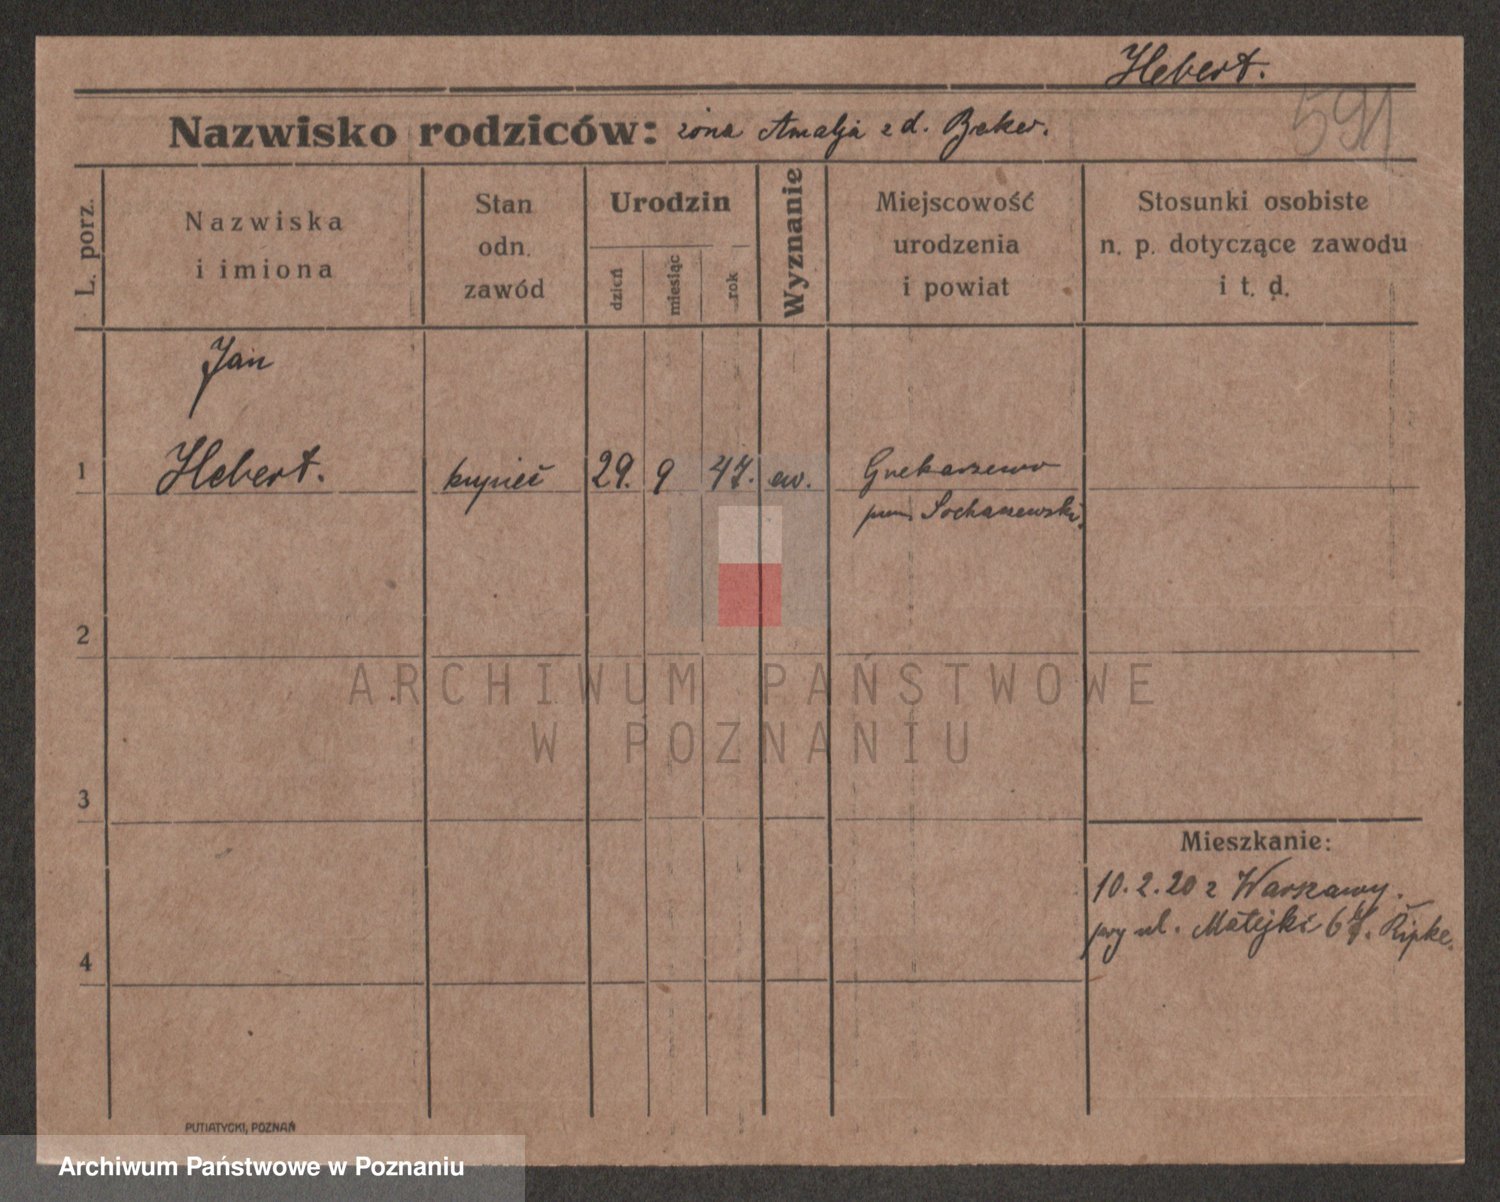 Hebert.
591
Nazwisko rodziców: żona Amalja z d. Beker.
L. porz.
Nazwiska i imiona
Stan odn. zawód
Urodzin
dzień
miesiąc
rok
Wyznanie
Miejscowość urodzenia i powiat
Stosunki osobiste n. p. dotyczące zawodu i t. d.
Jan
1 Hebert. kupiec 29. 9 47. ew.
Sochaczewski.
2
3
4
Mieszkanie:
10.2.20 z Warszawy.
przy ul. Matejki
PUTIATYCKI, POZNAŃ
ARCHIWUM PAŃSTWOWE
W POZNANIU
Archiwum Państwowe w Poznaniu